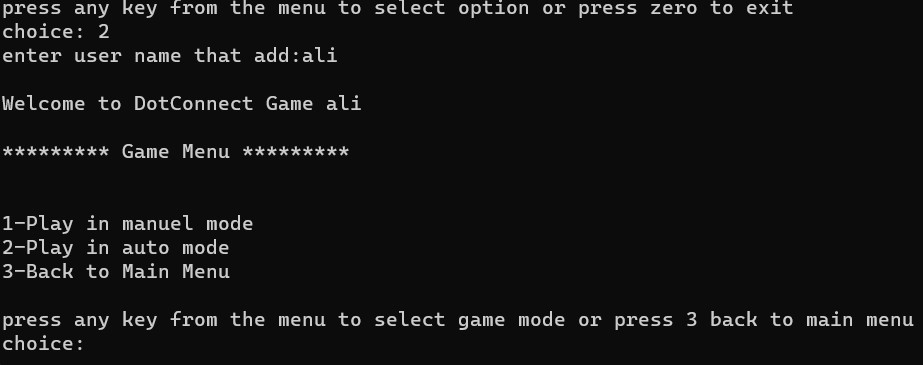 press any key from the menu to select option or press zero to exit
choice: 2
enter user name that add:ali
Welcome to DotConnect Game ali
********* Game Menu *********
1-Play in manuel mode
2-Play in auto mode
3-Back to Main Menu
press any key from the menu to select game mode or press 3 back to main menu
choice: